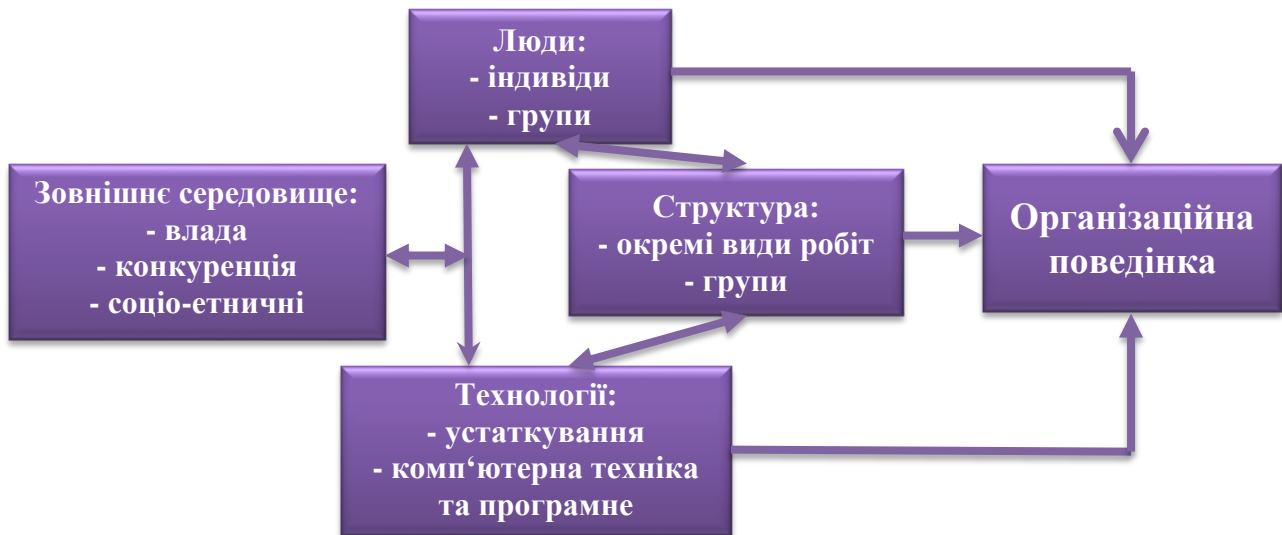 Люди:
- індивіди
- групи
Зовнішнє середовище:
- влада
- конкуренція
- соціо-етничні
Структура:
- окремі види робіт
- групи
Організаційна
поведінка
Технології:
- устаткування
- комп‘ютерна техніка
та програмне